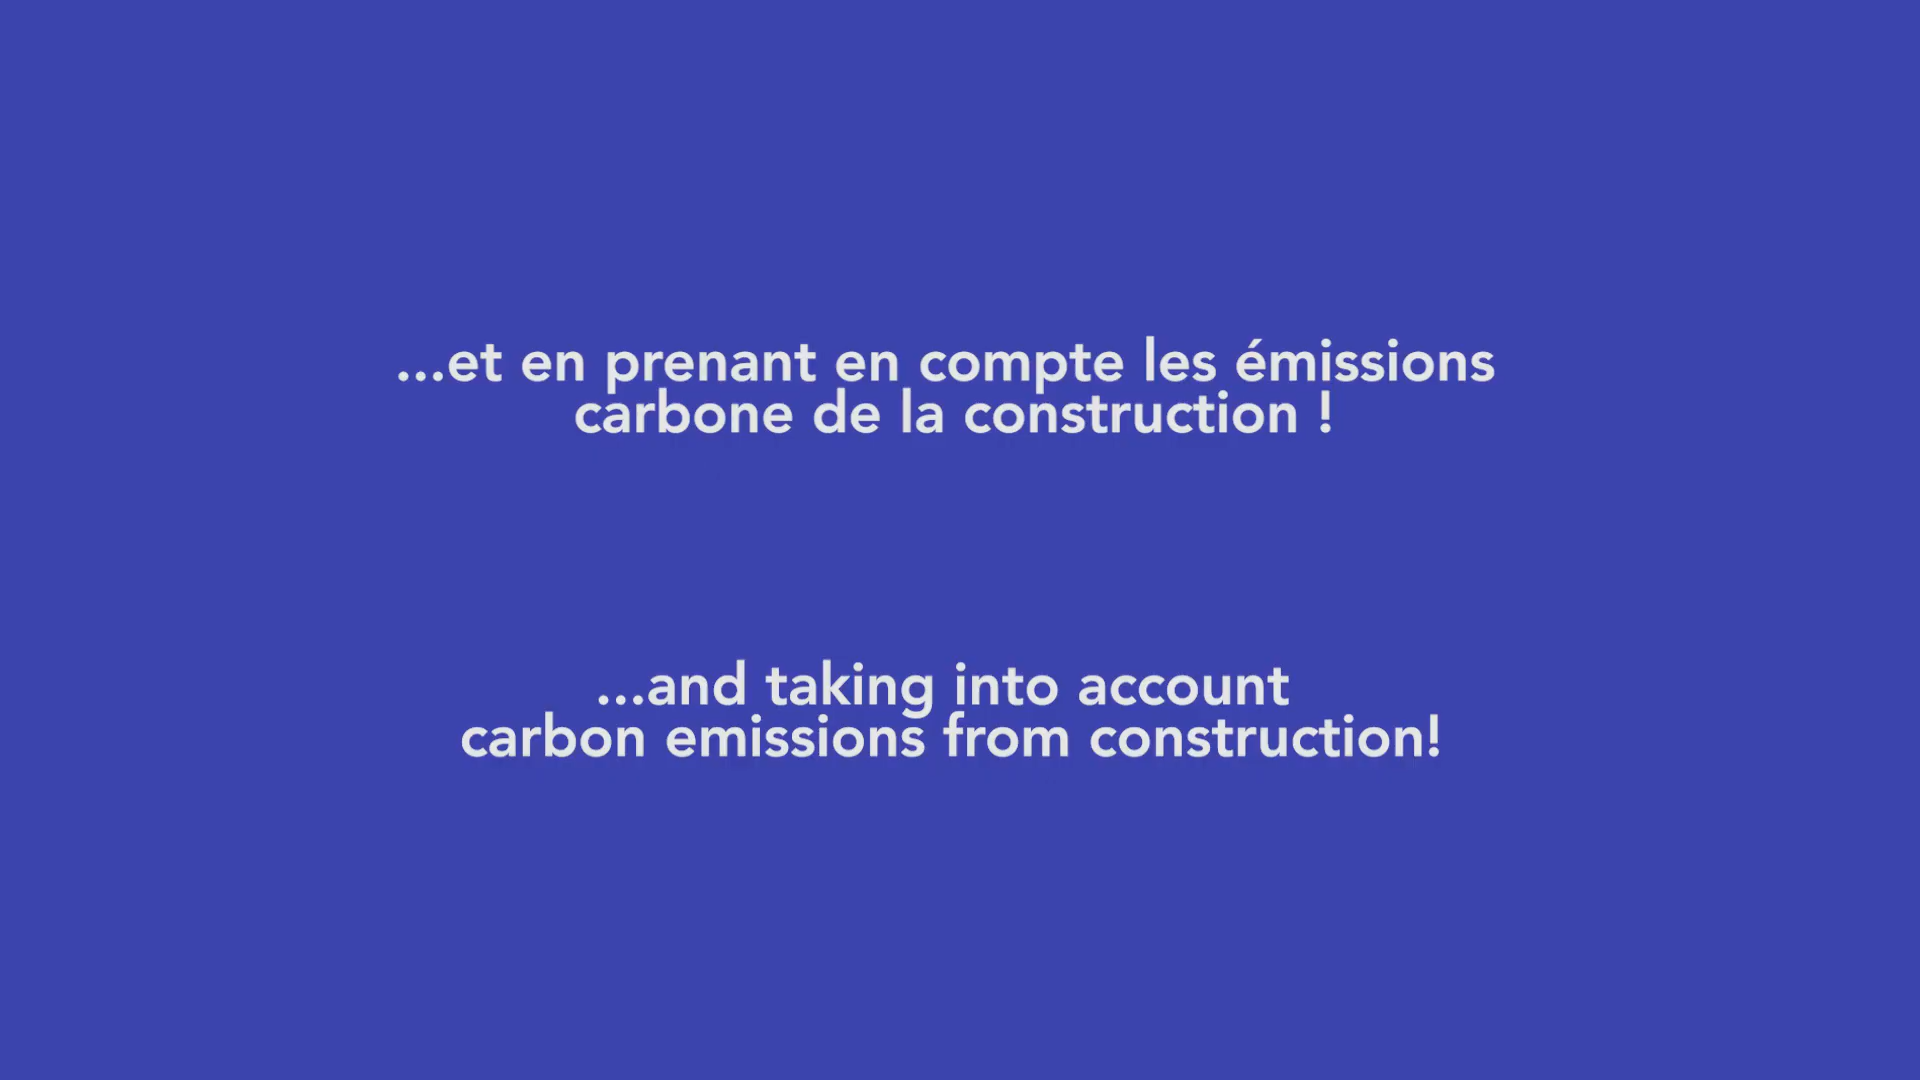 ...et en prenant en compte les émissions
carbone de la construction !
...and taking into account
carbon emissions from construction!